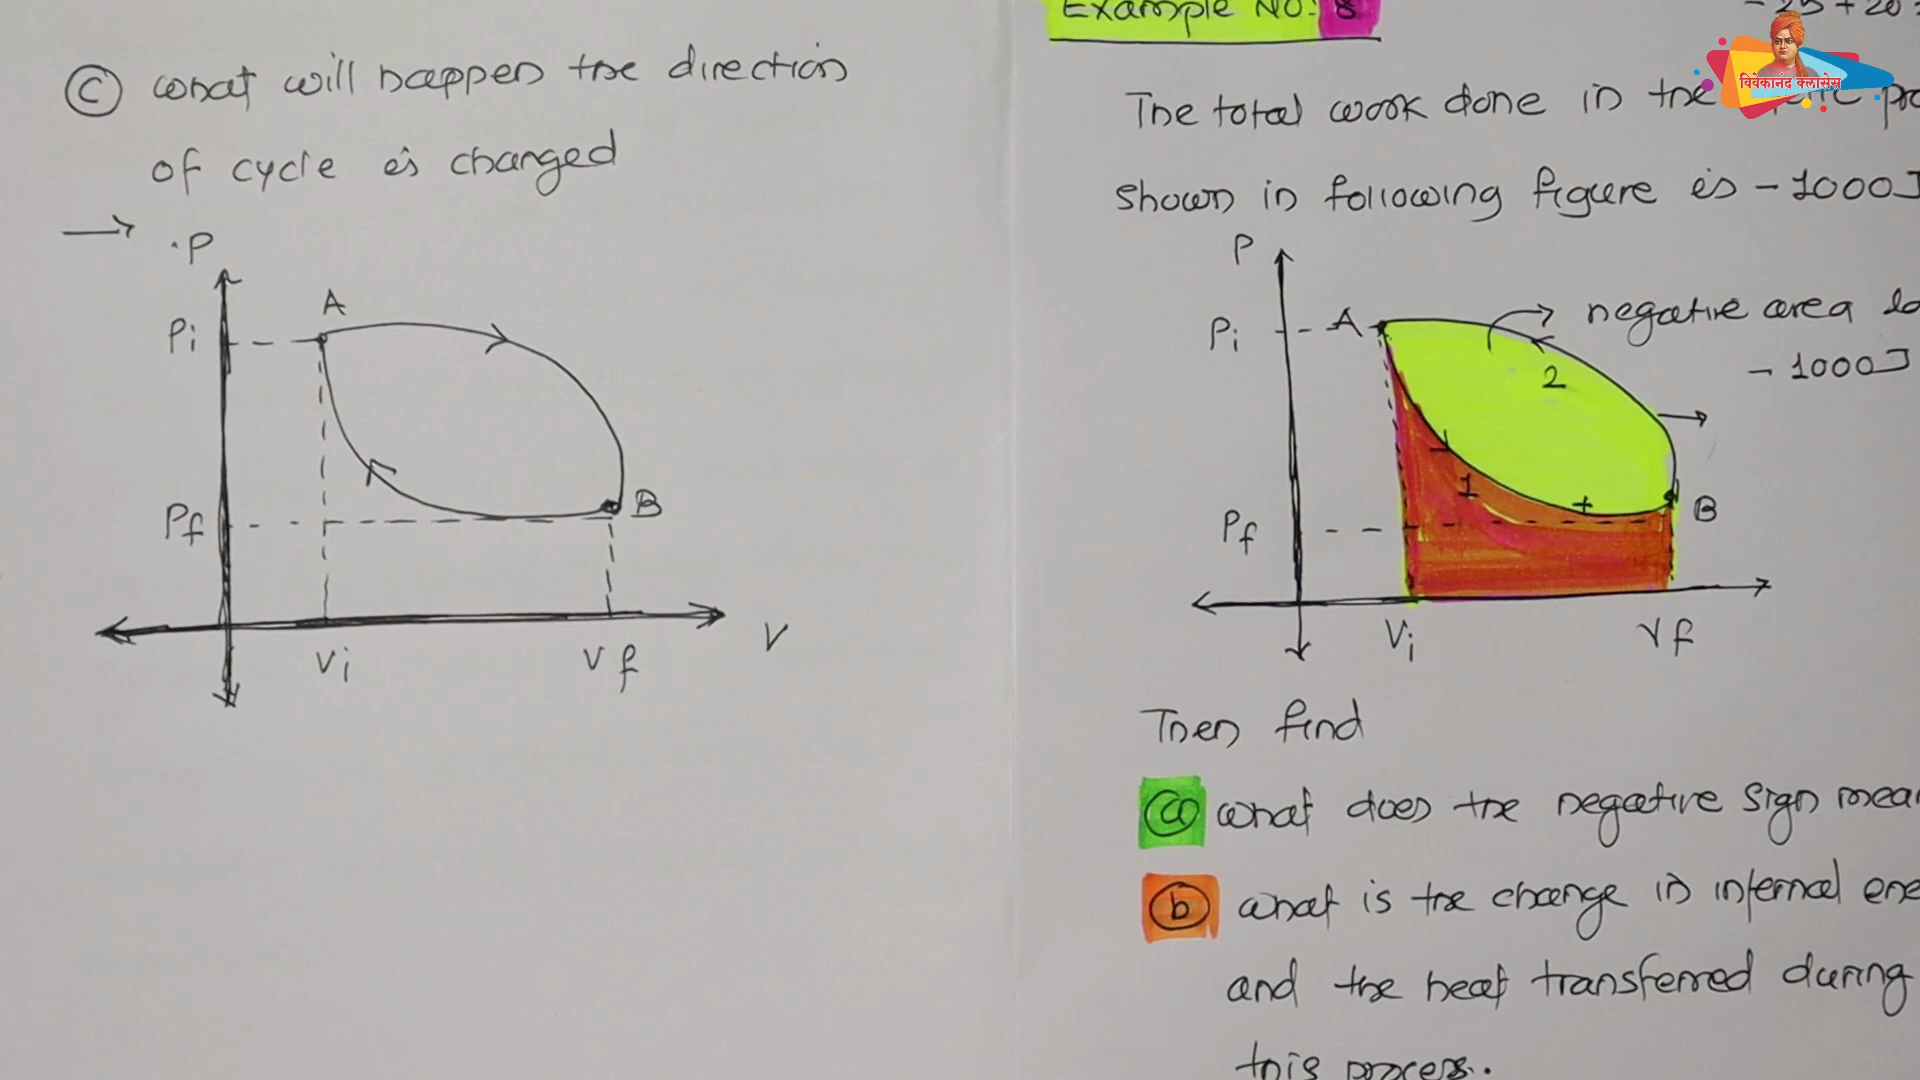 C what will happen the direction
of cycle is changed
P
A
Pi
B
Pf
Vi
Vf
V
Example No: 8
-25 + 20
विवेकानंद क्लासेस
The total work done in the
shown in following figure is - 1000J
P
Pi
A
negative area
- 1000J
2
1
+
B
Pf
Vi
Vf
Then find
a what does the negative sign
b what is the change in internal
and the heat transferred during
this process.